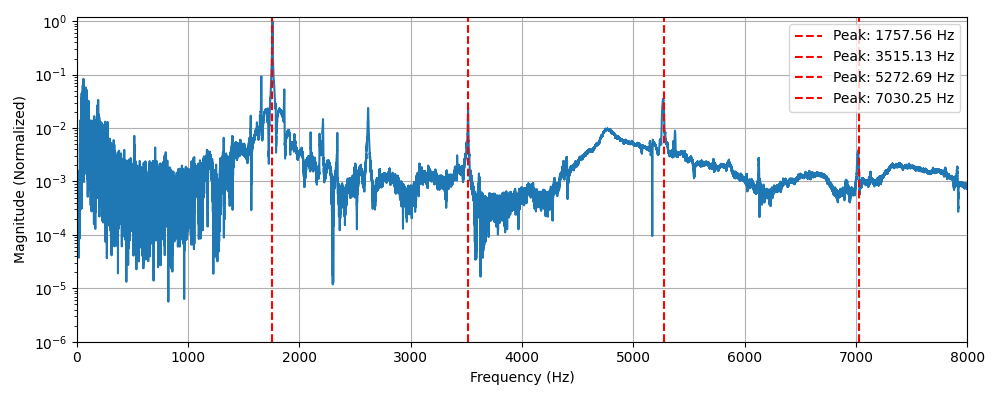 10⁰
10⁻¹
10⁻²
10⁻³
10⁻⁴
10⁻⁵
10⁻⁶
Magnitude (Normalized)
Peak: 1757.56 Hz
Peak: 3515.13 Hz
Peak: 5272.69 Hz
Peak: 7030.25 Hz
0 1000 2000 3000 4000 5000 6000 7000 8000
Frequency (Hz)